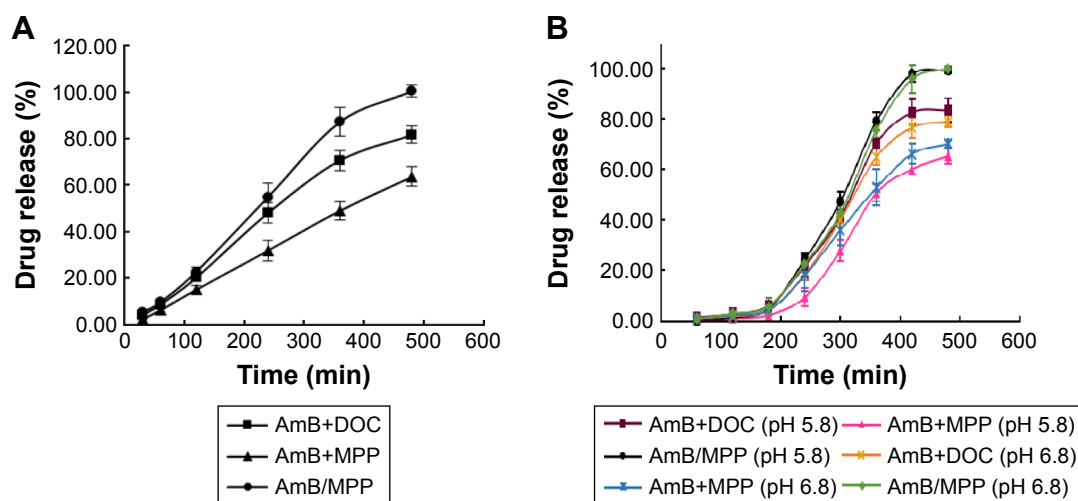 A
120.00
100.00
80.00
60.00
40.00
20.00
0.00
Drug release (%)
0 100 200 300 400 500 600
Time (min)
AmB+DOC
AmB+MPP
AmB/MPP
B
100.00
80.00
60.00
40.00
20.00
0.00
Drug release (%)
0 100 200 300 400 500 600
Time (min)
AmB+DOC (pH 5.8) AmB+MPP (pH 5.8)
AmB/MPP (pH 5.8) AmB+DOC (pH 6.8)
AmB+MPP (pH 6.8) AmB/MPP (pH 6.8)